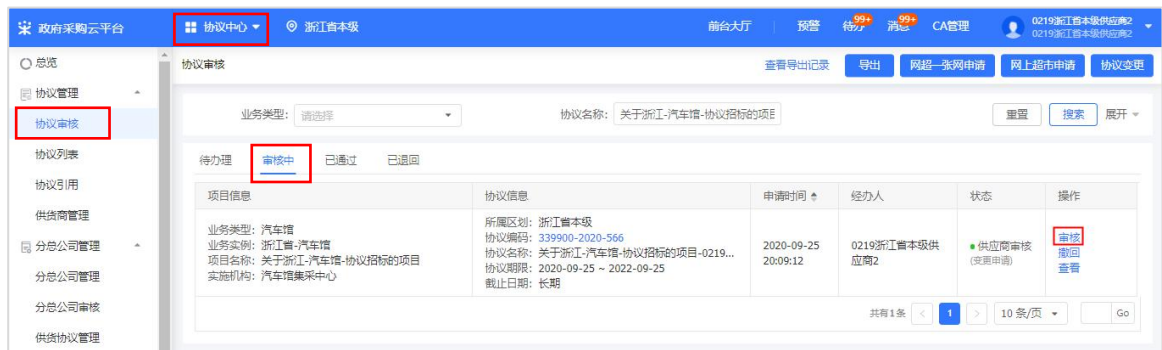 政府采购云平台
协议中心
浙江省本级
前台大厅
预警
待办 99+
消息 99+
CA管理
0219浙江省本级供应商2
0219浙江省本级供应商2
总览
协议管理
协议审核
协议列表
协议引用
供货商管理
分总公司管理
分总公司管理
分总公司审核
供货协议管理
协议审核
查看导出记录
导出
网超一张网申请
网上超市申请
协议变更
业务类型: 请选择
协议名称: 关于浙江-汽车馆-协议招标的项目
重置
搜索
展开
待办理
审核中
已通过
已退回
项目信息
协议信息
申请时间
经办人
状态
操作
业务类型: 汽车馆
业务实例: 浙江省-汽车馆
项目名称: 关于浙江-汽车馆-协议招标的项目
实施机构: 汽车馆集采中心
所属区划: 浙江省本级
协议编码: 339900-2020-566
协议名称: 关于浙江-汽车馆-协议招标的项目-0219...
协议期限: 2020-09-25 ~ 2022-09-25
截止日期: 长期
2020-09-25
20:09:12
0219浙江省本级供
应商2
供应商审核
(变更申请)
审核
撤回
查看
共有1条
<
1
>
10 条/页
Go